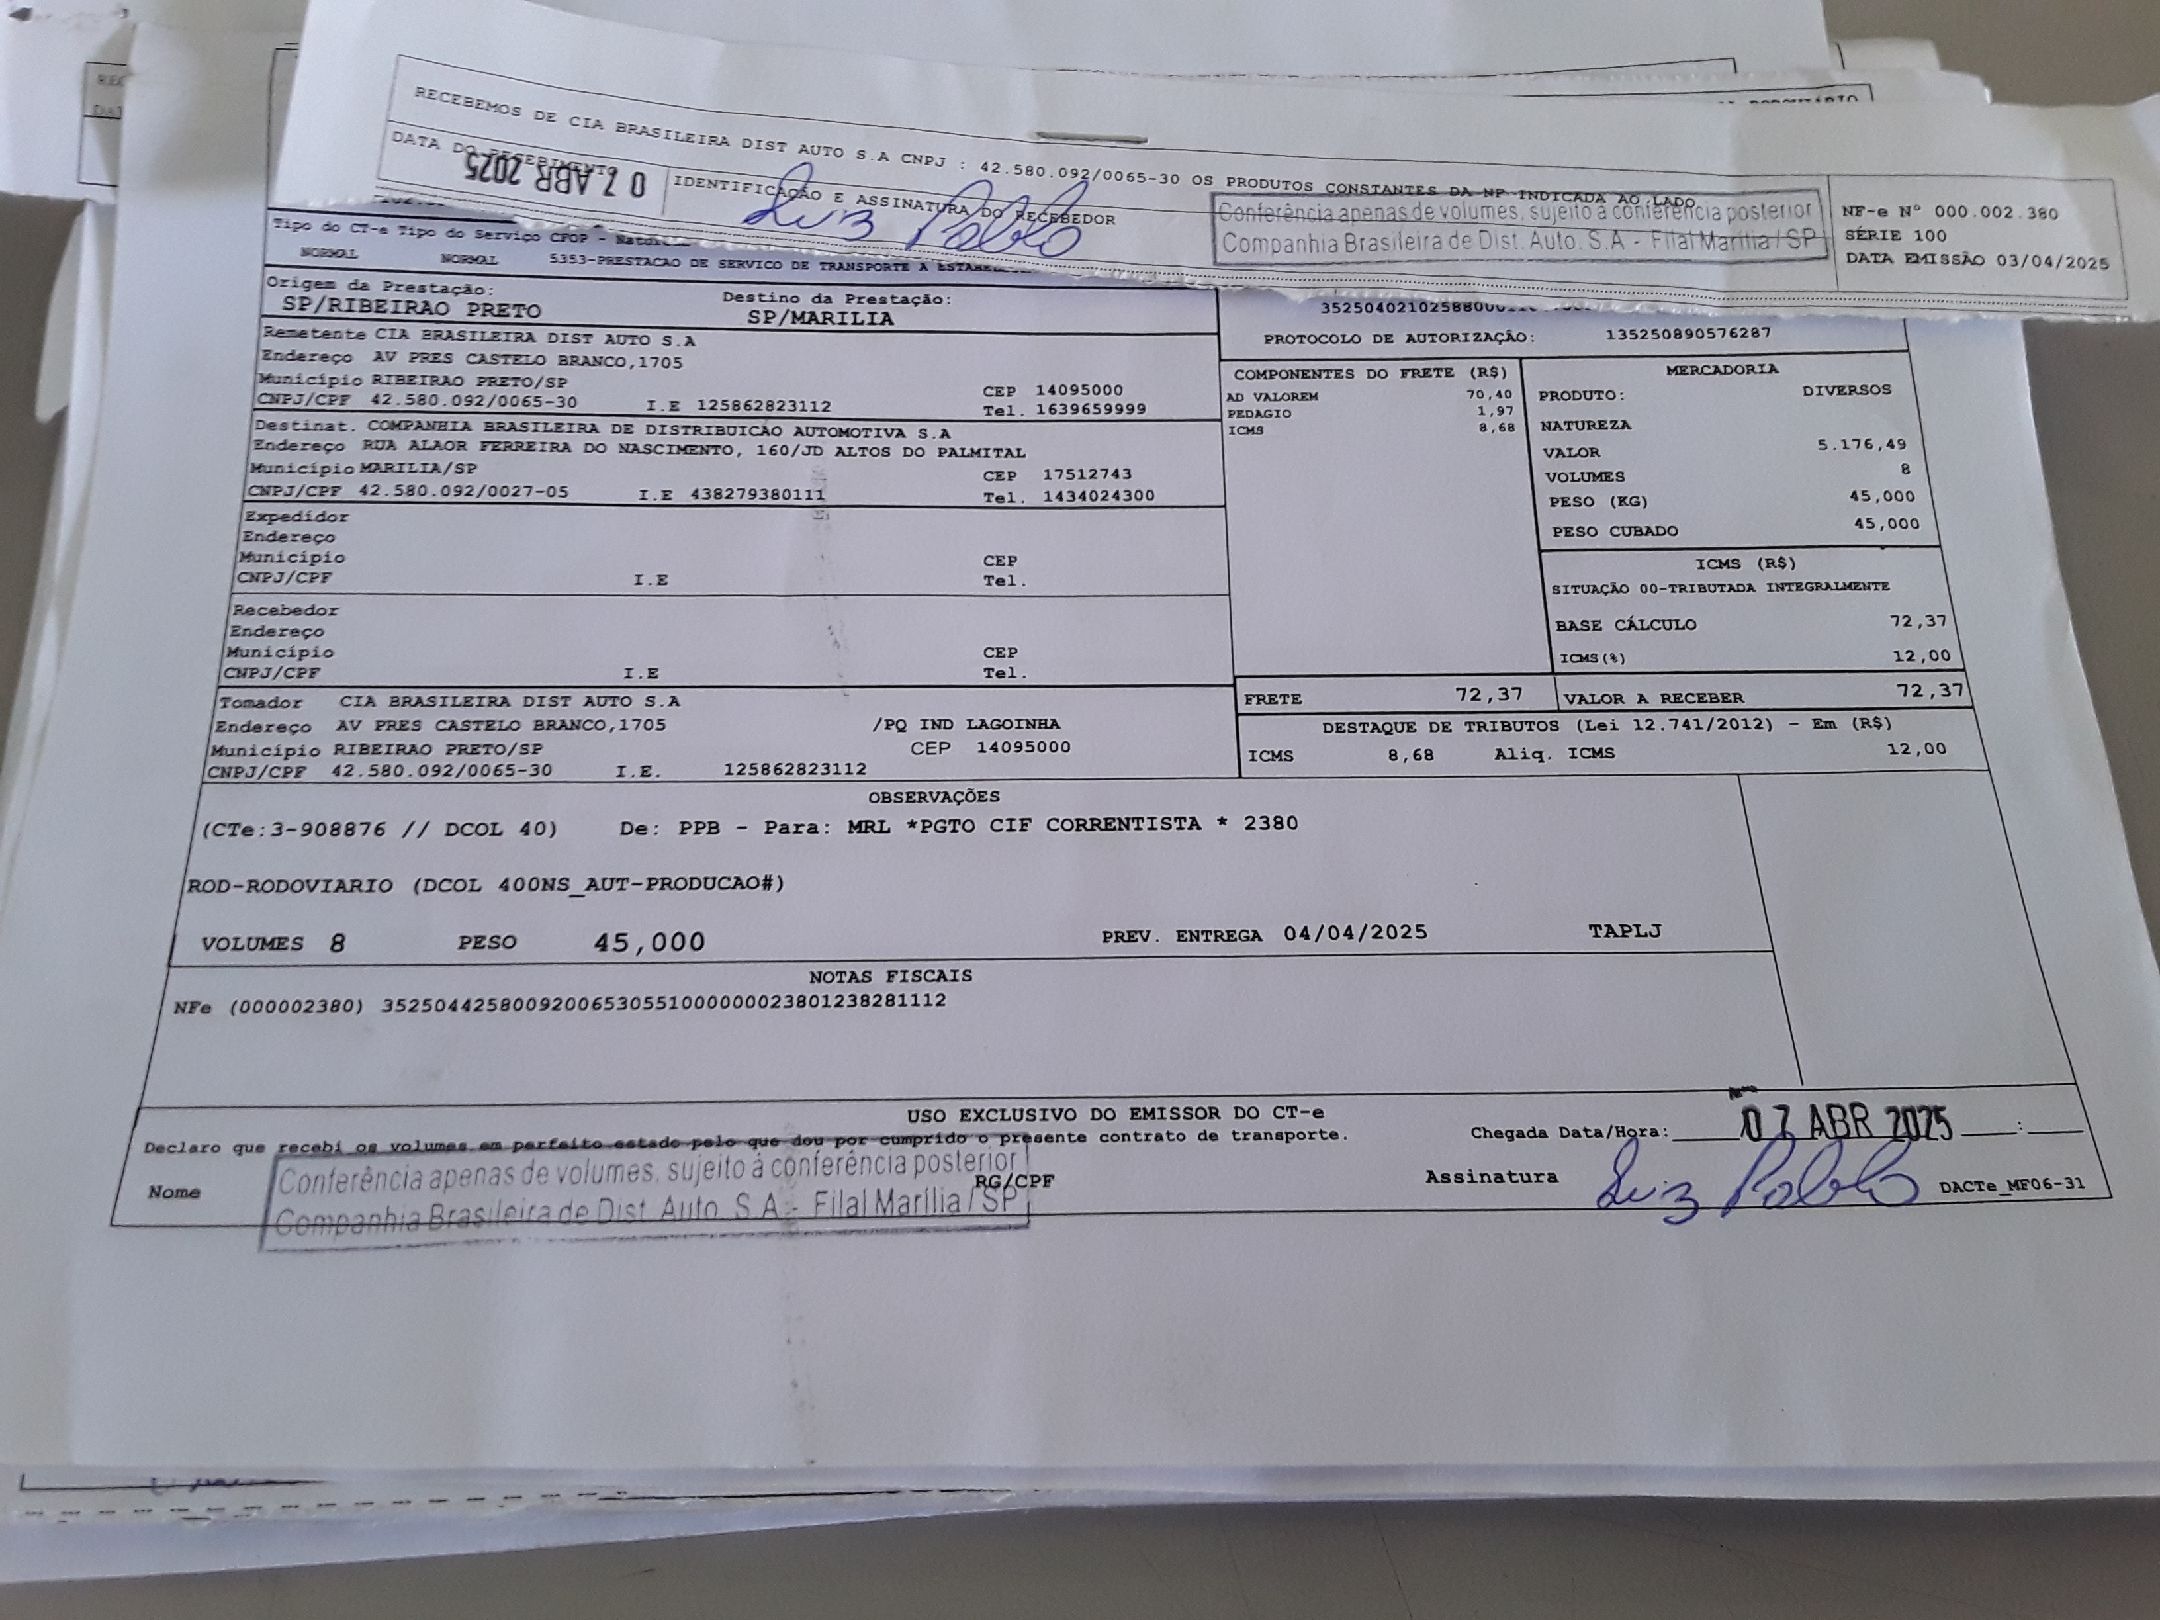 RECEBEMOS DE CIA BRASILEIRA DIST AUTO S.A CNPJ : 42.580.092/0065-30 OS PRODUTOS CONSTANTES DA NF INDICADA AO LADO
DATA DO RECEBIMENTO
07 ABR 2025
IDENTIFICAÇÃO E ASSINATURA DO RECEBEDOR
Luiz Pablo
Conferência apenas de volumes, sujeito à conferência posterior
Companhia Brasileira de Dist. Auto. S.A - Filal Marília / SP
NF-e Nº 000.002.380
SÉRIE 100
DATA EMISSÃO 03/04/2025
Tipo do CT-e Tipo do Serviço CFOP -
NORMAL NORMAL 5353-PRESTACAO DE SERVICO DE TRANSPORTE A
Origem da Prestação: Destino da Prestação:
SP/RIBEIRAO PRETO SP/MARILIA
PROTOCOLO DE AUTORIZAÇÃO: 135250890576287
Remetente CIA BRASILEIRA DIST AUTO S.A
Endereço AV PRES CASTELO BRANCO,1705
Município RIBEIRAO PRETO/SP CEP 14095000
CNPJ/CPF 42.580.092/0065-30 I.E 125862823112 Tel. 1639659999
Destinat. COMPANHIA BRASILEIRA DE DISTRIBUICAO AUTOMOTIVA S.A
Endereço RUA ALAOR FERREIRA DO NASCIMENTO, 160/JD ALTOS DO PALMITAL
Município MARILIA/SP CEP 17512743
CNPJ/CPF 42.580.092/0027-05 I.E 438279380111 Tel. 1434024300
Expedidor
Endereço
Município CEP
CNPJ/CPF I.E Tel.
Recebedor
Endereço
Município CEP
CNPJ/CPF I.E Tel.
Tomador CIA BRASILEIRA DIST AUTO S.A
Endereço AV PRES CASTELO BRANCO,1705 /PQ IND LAGOINHA
Município RIBEIRAO PRETO/SP CEP 14095000
CNPJ/CPF 42.580.092/0065-30 I.E. 125862823112
COMPONENTES DO FRETE (R$)
AD VALOREM 70,40
PEDAGIO 1,97
ICMS 8,68
MERCADORIA
PRODUTO: DIVERSOS
NATUREZA
VALOR 5.176,49
VOLUMES 8
PESO (KG) 45,000
PESO CUBADO 45,000
ICMS (R$)
SITUAÇÃO 00-TRIBUTADA INTEGRALMENTE
BASE CÁLCULO 72,37
ICMS(%) 12,00
FRETE 72,37 VALOR A RECEBER 72,37
DESTAQUE DE TRIBUTOS (Lei 12.741/2012) - Em (R$)
ICMS 8,68 Aliq. ICMS 12,00
OBSERVAÇÕES
(CTe:3-908876 // DCOL 40) De: PPB - Para: MRL *PGTO CIF CORRENTISTA * 2380
ROD-RODOVIARIO (DCOL 400NS_AUT-PRODUCAO#)
VOLUMES 8 PESO 45,000 PREV. ENTREGA 04/04/2025 TAPLJ
NOTAS FISCAIS
NFe (000002380) 35250442580092006530551000000023801238281112
USO EXCLUSIVO DO EMISSOR DO CT-e
Declaro que recebi os volumes em perfeito estado pelo que dou por cumprido o presente contrato de transporte.
Chegada Data/Hora: 07 ABR 2025 :
Conferência apenas de volumes, sujeito à conferência posterior
Companhia Brasileira de Dist. Auto. S.A - Filal Marília / SP
Nome RG/CPF
Assinatura Luiz Pablo DACTe_MF06-31